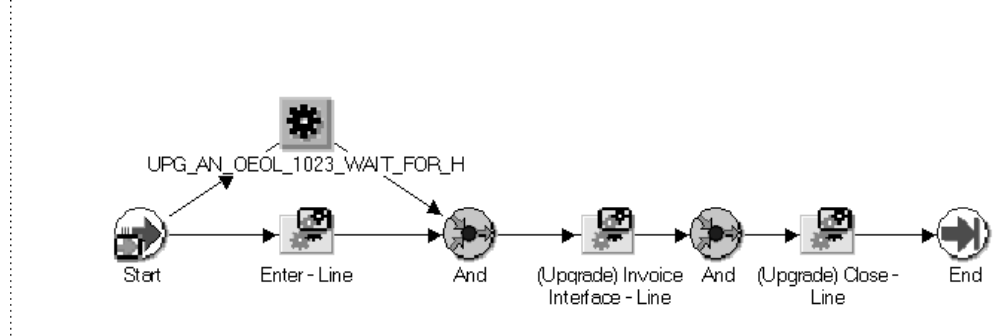 UPG_AN_OEOL_1023_WAIT_FOR_H
Start
Enter - Line
And
(Upgrade) Invoice
Interface - Line
And
(Upgrade) Close -
Line
End